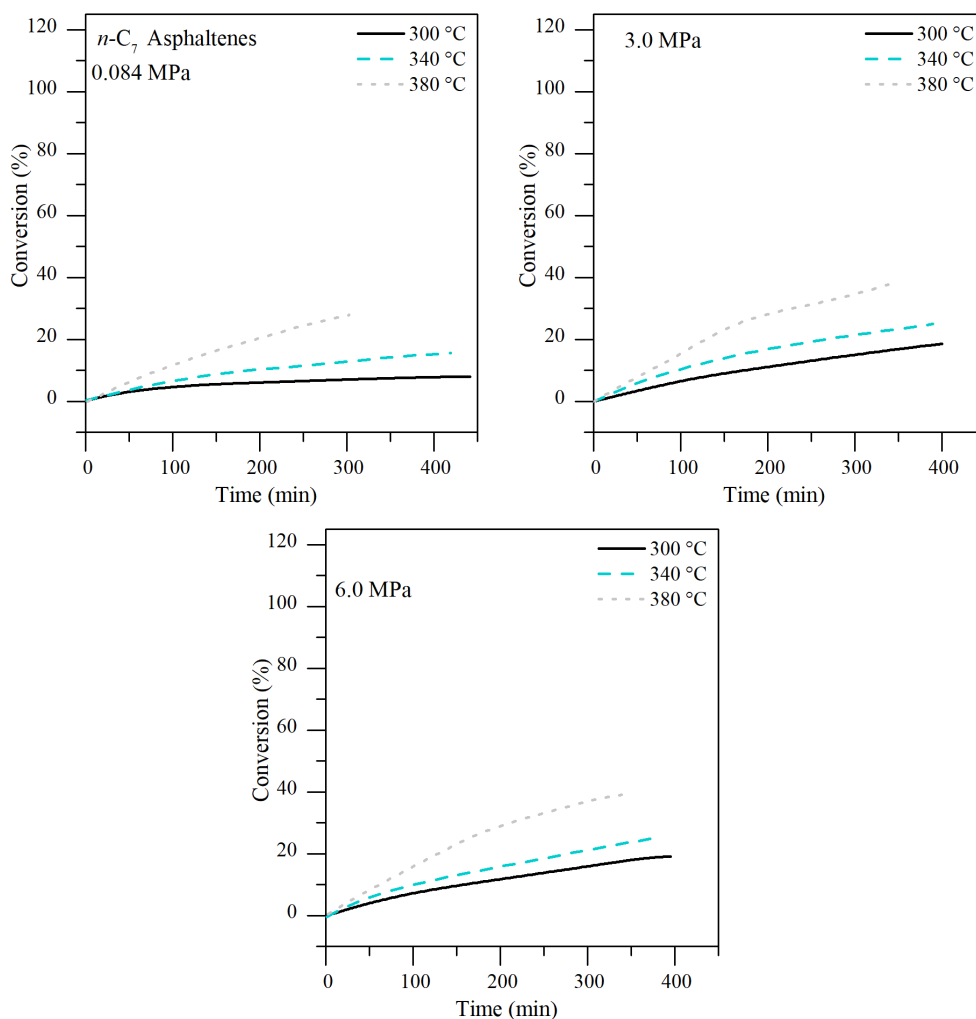 n-C₇ Asphaltenes
0.084 MPa
300 °C
340 °C
380 °C
120
100
80
60
40
20
0
Conversion (%)
0 100 200 300 400
Time (min)
3.0 MPa
300 °C
340 °C
380 °C
120
100
80
60
40
20
0
Conversion (%)
0 100 200 300 400
Time (min)
6.0 MPa
300 °C
340 °C
380 °C
120
100
80
60
40
20
0
Conversion (%)
0 100 200 300 400
Time (min)